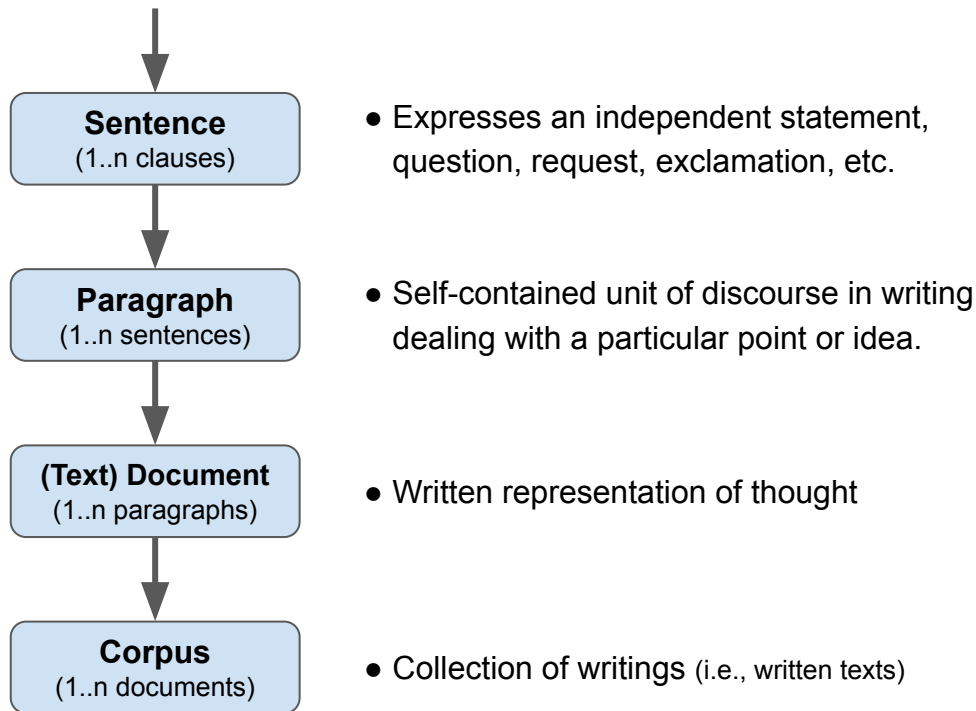 Sentence
(1..n clauses)
● Expresses an independent statement,
question, request, exclamation, etc.
Paragraph
(1..n sentences)
● Self-contained unit of discourse in writing
dealing with a particular point or idea.
(Text) Document
(1..n paragraphs)
● Written representation of thought
Corpus
(1..n documents)
● Collection of writings (i.e., written texts)